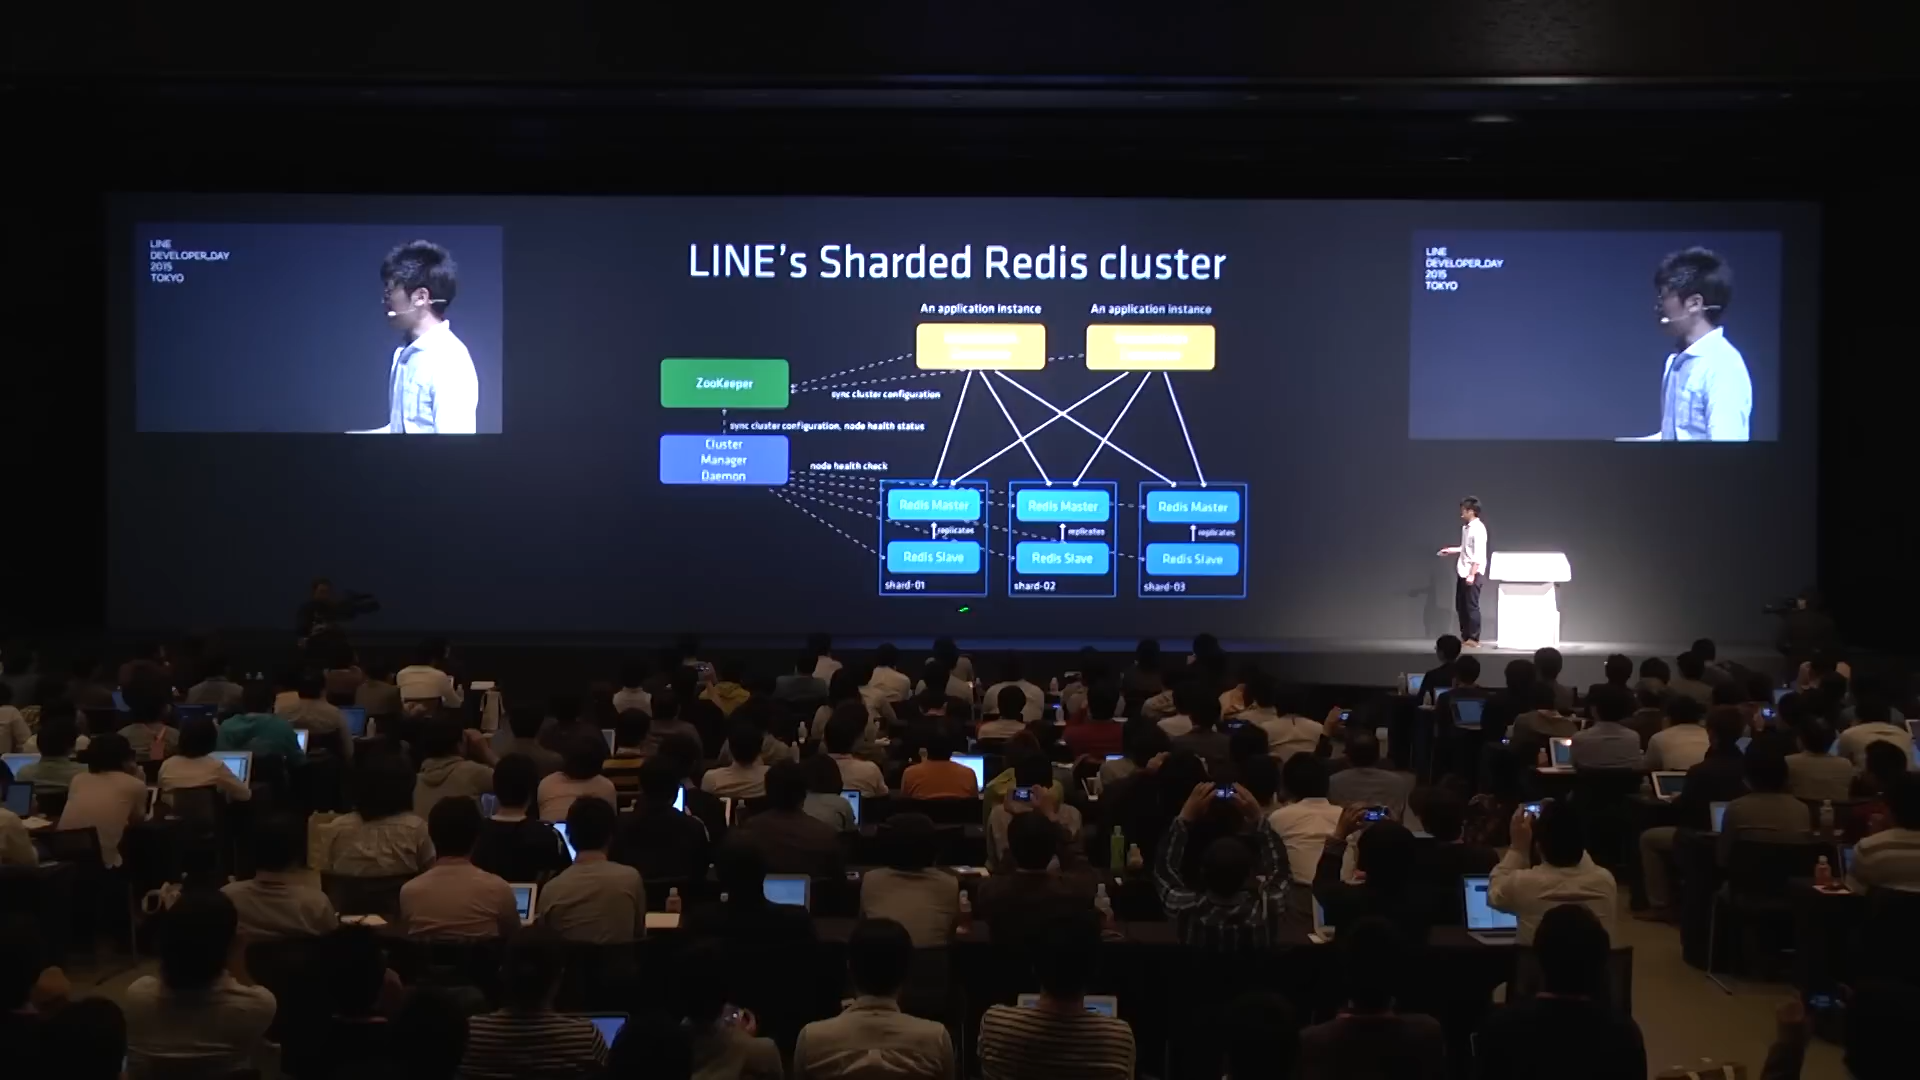 LINE
DEVELOPER_DAY
2015
TOKYO
LINE's Sharded Redis cluster
LINE
DEVELOPER_DAY
2015
TOKYO
An application instance
An application instance
ZooKeeper
sync cluster configuration
sync cluster configuration, node health status
Cluster
Manager
Daemon
node health check
Redis Master
Redis Master
Redis Master
replicates
replicates
replicates
Redis Slave
Redis Slave
Redis Slave
shard-01
shard-02
shard-03